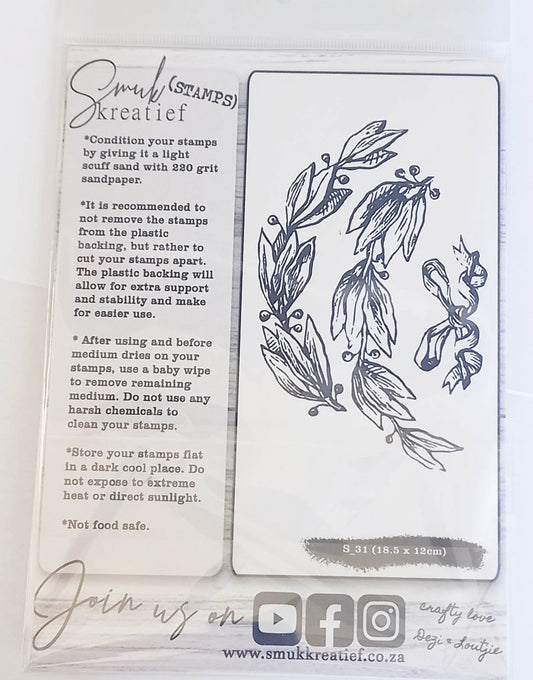 Smuk (STAMPS)
kreatief
*Condition your stamps
by giving it a light
scuff sand with 220 grit
sandpaper.
*It is recommended to
not remove the stamps
from the plastic
backing, but rather to
cut your stamps apart.
The plastic backing will
allow for extra support
and stability and make
for easier use.
* After using and before
medium dries on your
stamps, use a baby wipe
to remove remaining
medium. Do not use any
harsh chemicals to
clean your stamps.
*Store your stamps flat
in a dark cool place. Do
not expose to extreme
heat or direct sunlight.
*Not food safe.
S_31 (18.5 x 12cm)
Join us on
crafty love
Dezi & Loutjie
www.smukkreatief.co.za